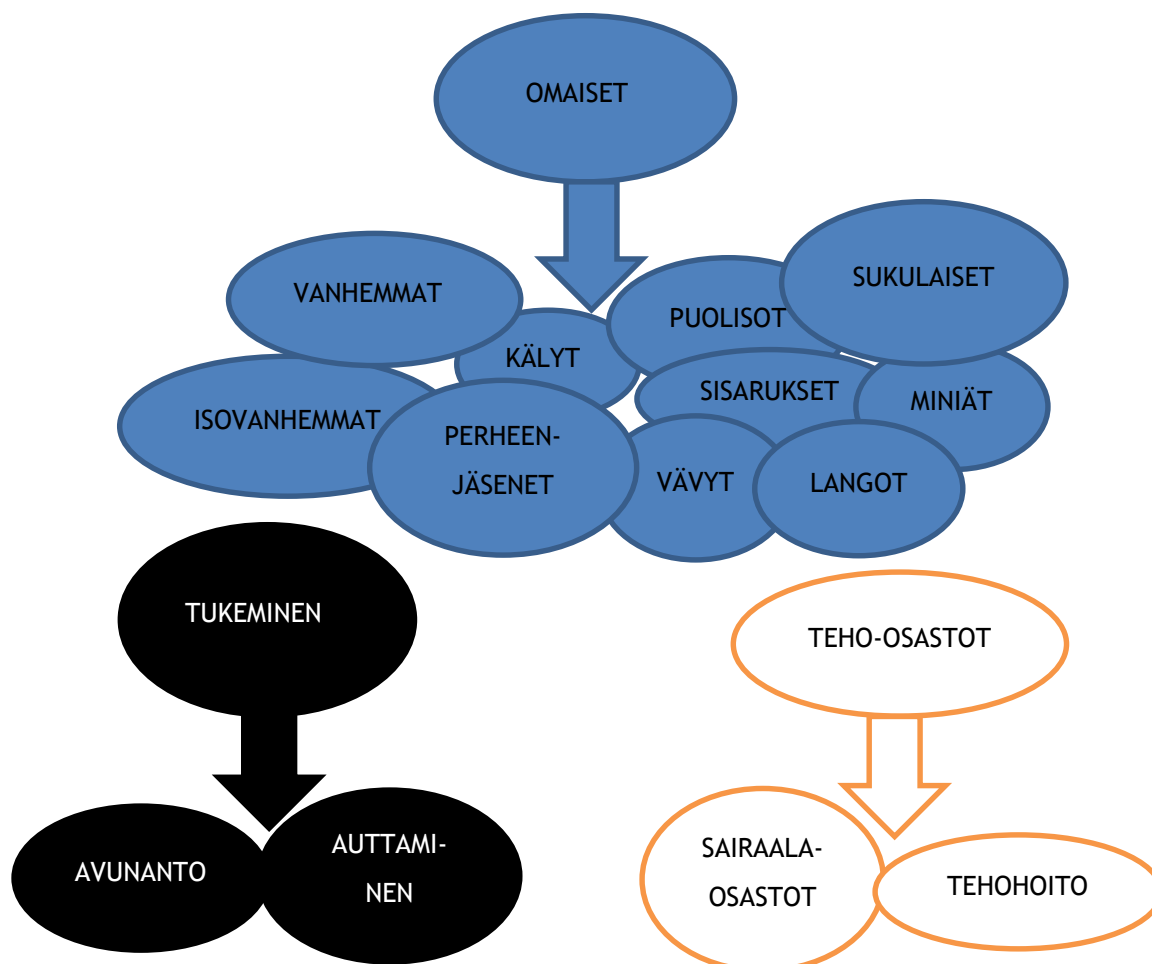 OMAISET
VANHEMMAT
SUKULAISET
PUOLISOT
KÄLYT
SISARUKSET
MINIÄT
ISOVANHEMMAT
PERHEEN-
JÄSENET
VÄVYT
LANGOT
TUKEMINEN
AVUNANTO
AUTTAMI-
NEN
TEHO-OSASTOT
SAIRAALA-
OSASTOT
TEHOHOITO